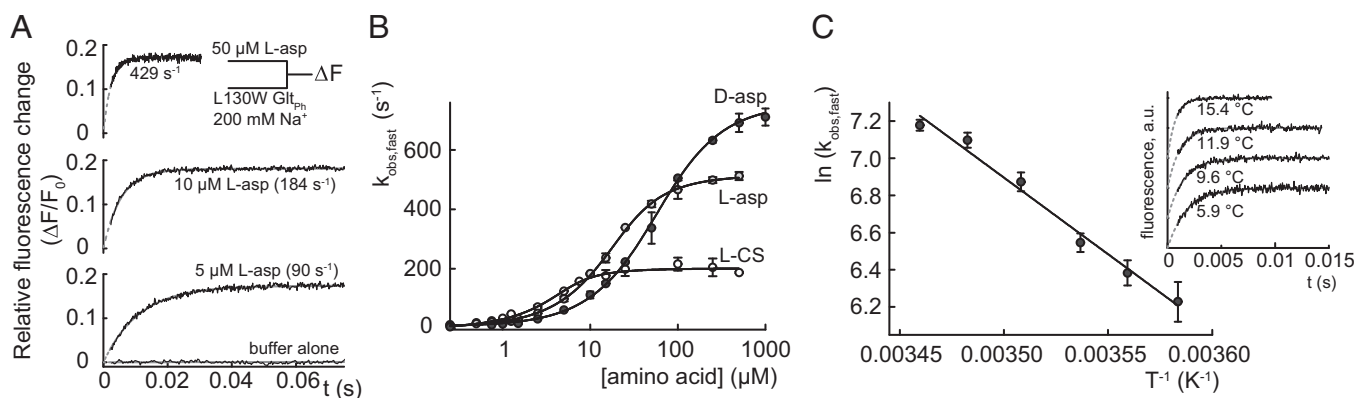 A
Relative fluorescence change
(ΔF/F0)
0.2
0.1
0
429 s-1
50 µM L-asp
ΔF
L130W GltPh
200 mM Na+
0.2
0.1
0
10 µM L-asp (184 s-1)
0.2
0.1
0
5 µM L-asp (90 s-1)
buffer alone
0 0.02 0.04 0.06 t (s)
B
kobs,fast (s-1)
600
400
200
0
D-asp
L-asp
L-CS
1 10 100 1000
[amino acid] (µM)
C
ln (kobs,fast)
7.2
7.0
6.8
6.6
6.4
6.2
0.00345 0.00350 0.00355 0.00360
T-1 (K-1)
fluorescence, a.u.
15.4 °C
11.9 °C
9.6 °C
5.9 °C
0 0.005 0.01 0.015
t (s)